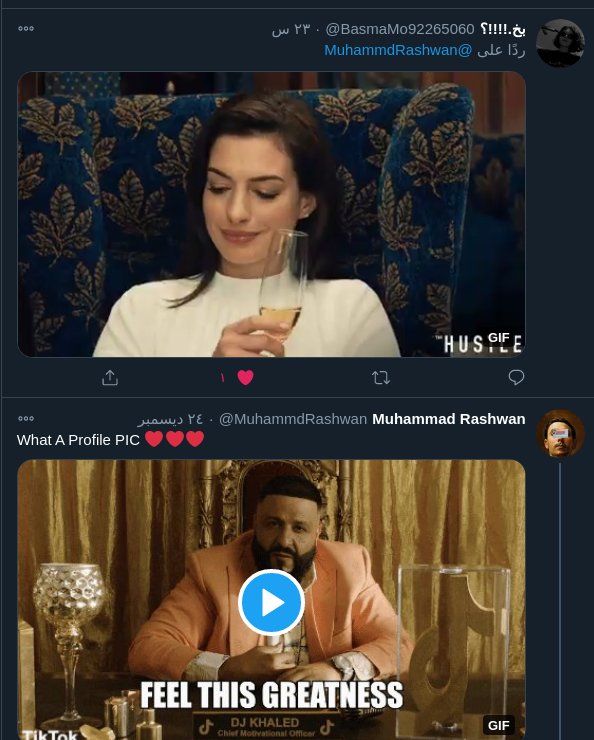 بخ.!!!!؟ @BasmaMo92265060 · ٢٣ س
ردًا على @MuhammdRashwan
THE HUSTLE
GIF
١
Muhammad Rashwan @MuhammdRashwan · ٢٤ ديسمبر
What A Profile PIC ❤️❤️❤️
FEEL THIS GREATNESS
DJ KHALED
Chief Motivational Officer
TikTok
GIF